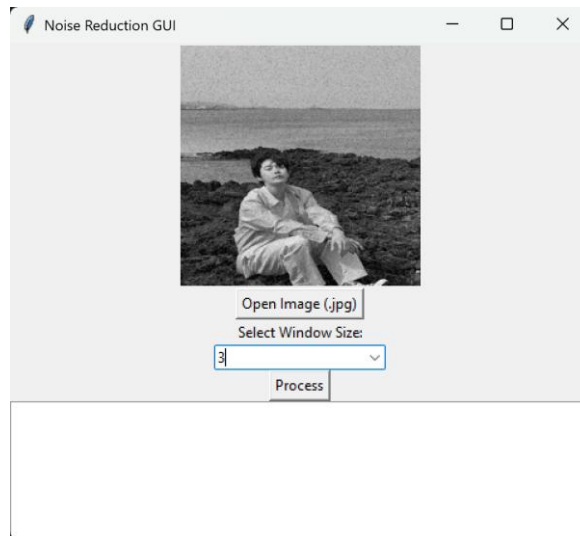 Noise Reduction GUI
Open Image (.jpg)
Select Window Size:
3
Process